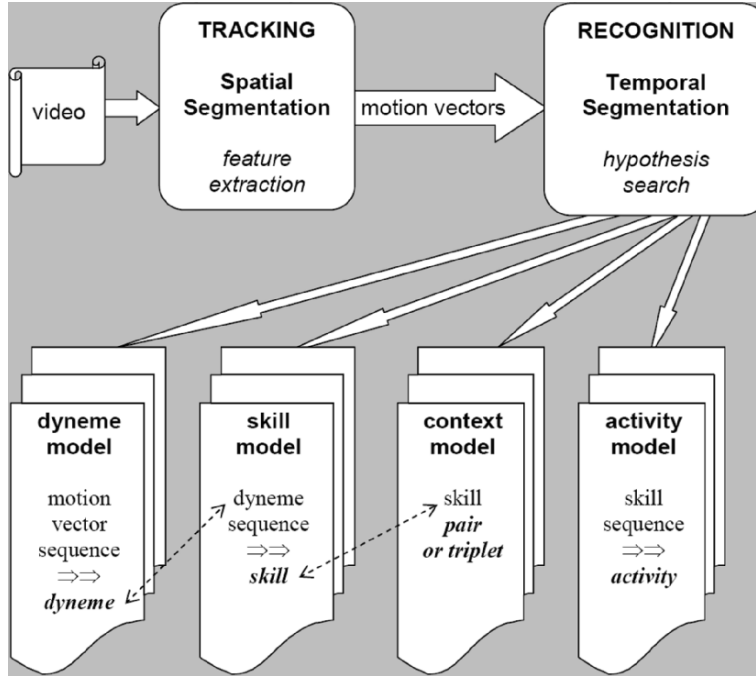 video
TRACKING
Spatial
Segmentation
feature
extraction
motion vectors
RECOGNITION
Temporal
Segmentation
hypothesis
search
dyneme
model
motion
vector
sequence
⇒⇒
dyneme
skill
model
dyneme
sequence
⇒⇒
skill
context
model
skill
pair
or triplet
activity
model
skill
sequence
⇒⇒
activity